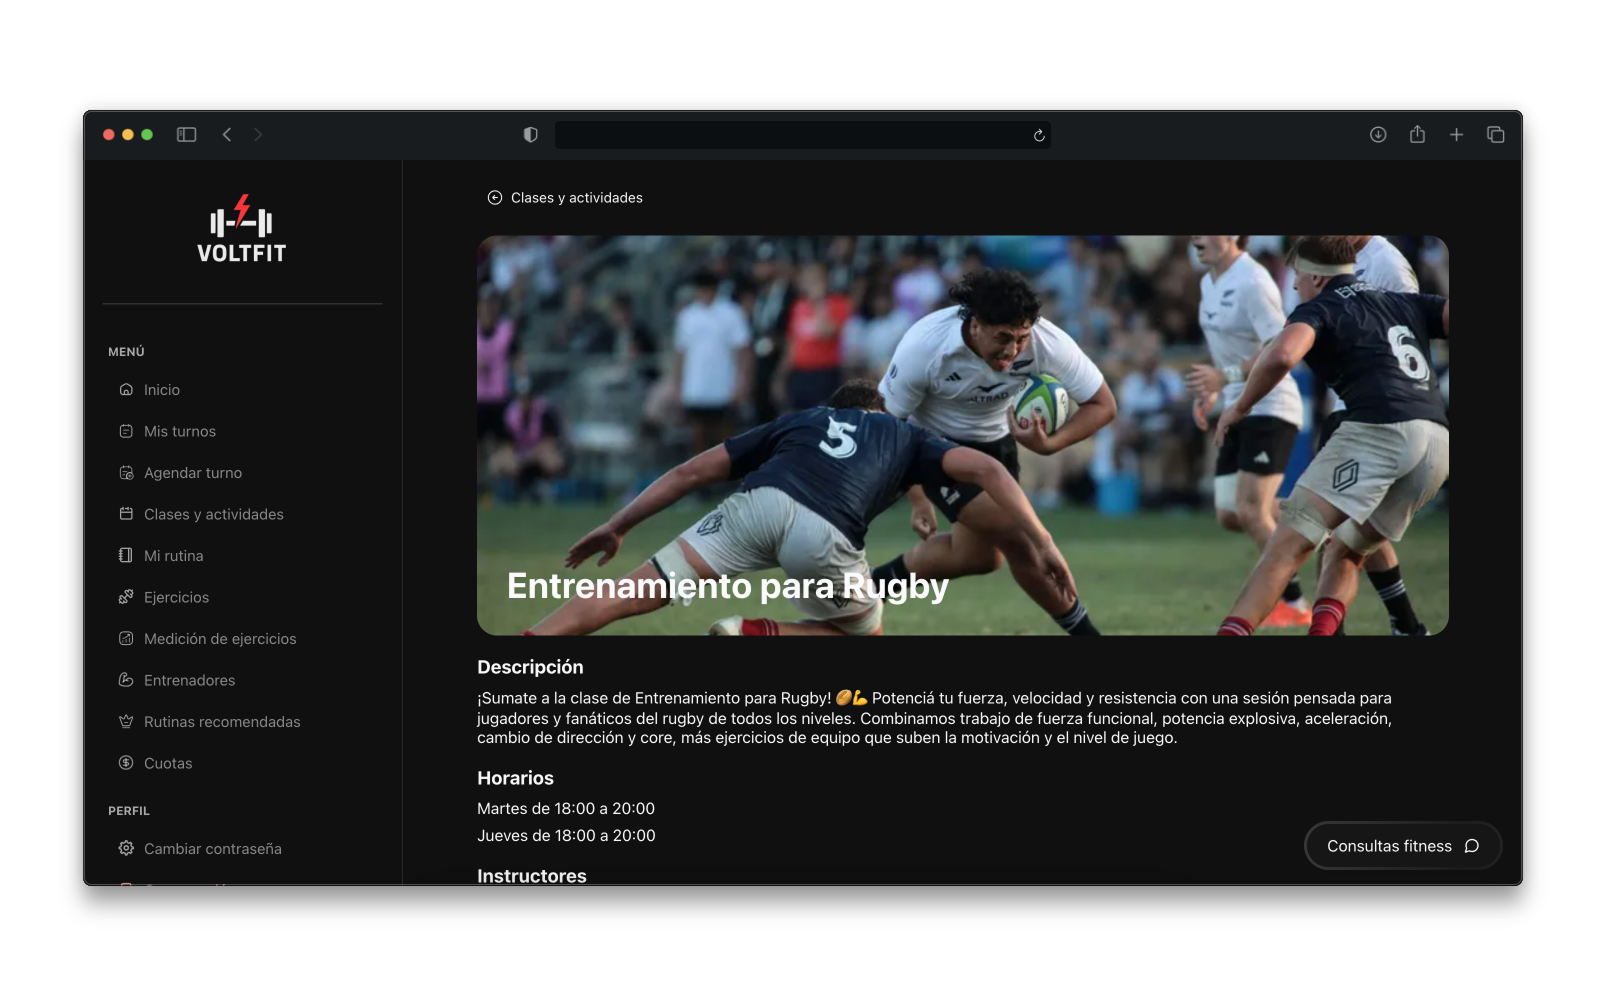 VOLTFIT
MENÚ
Inicio
Mis turnos
Agendar turno
Clases y actividades
Mi rutina
Ejercicios
Medición de ejercicios
Entrenadores
Rutinas recomendadas
Cuotas
PERFIL
Cambiar contraseña
Clases y actividades
5
6
Entrenamiento para Rugby
Descripción
¡Sumate a la clase de Entrenamiento para Rugby! 🏉💪 Potenciá tu fuerza, velocidad y resistencia con una sesión pensada para
jugadores y fanáticos del rugby de todos los niveles. Combinamos trabajo de fuerza funcional, potencia explosiva, aceleración,
cambio de dirección y core, más ejercicios de equipo que suben la motivación y el nivel de juego.
Horarios
Martes de 18:00 a 20:00
Jueves de 18:00 a 20:00
Instructores
Consultas fitness